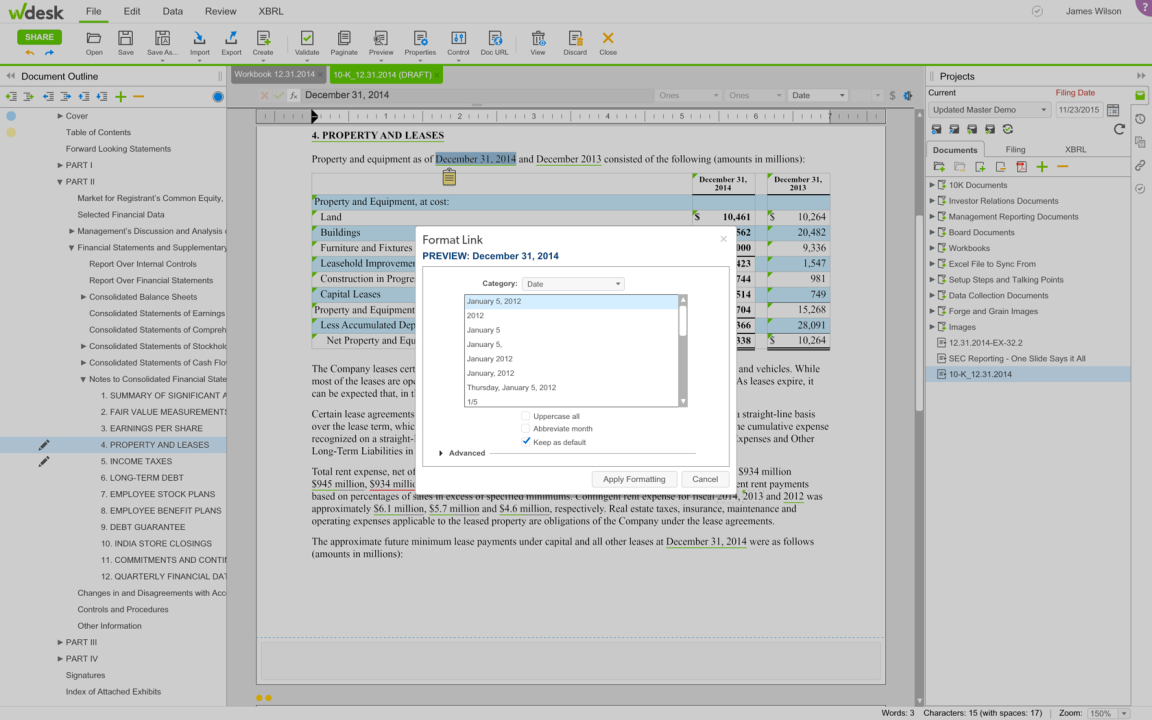 wdesk
File Edit Data Review XBRL
James Wilson
?
SHARE
Open Save Save As... Import Export Create Validate Paginate Preview Properties Control Doc URL View Discard Close
Document Outline
Workbook 12.31.2014
10-K_12.31.2014 (DRAFT)
Projects
fx December 31, 2014
Ones Ones Date $
Current Filing Date
Updated Master Demo 11/23/2015
Documents Filing XBRL
10K Documents
Investor Relations Documents
Management Reporting Documents
Board Documents
Workbooks
Excel File to Sync From
Setup Steps and Talking Points
Data Collection Documents
Forge and Grain Images
Images
12.31.2014-EX-32.2
SEC Reporting - One Slide Says it All
10-K_12.31.2014
Cover
Table of Contents
Forward Looking Statements
PART I
PART II
Market for Registrant's Common Equity,
Selected Financial Data
Management's Discussion and Analysis
Financial Statements and Supplementary
Report Over Internal Controls
Report Over Financial Statements
Consolidated Balance Sheets
Consolidated Statements of Earnings
Consolidated Statements of Compreh
Consolidated Statements of Stockhol
Consolidated Statements of Cash Flo
Notes to Consolidated Financial State
1. SUMMARY OF SIGNIFICANT A
2. FAIR VALUE MEASUREMENT
3. EARNINGS PER SHARE
4. PROPERTY AND LEASES
5. INCOME TAXES
6. LONG-TERM DEBT
7. EMPLOYEE STOCK PLANS
8. EMPLOYEE BENEFIT PLANS
9. DEBT GUARANTEE
10. INDIA STORE CLOSINGS
11. COMMITMENTS AND CONTI
12. QUARTERLY FINANCIAL DA
Changes in and Disagreements with Acc
Controls and Procedures
Other Information
PART III
PART IV
Signatures
Index of Attached Exhibits
1 2 3 4 5 6 7
4. PROPERTY AND LEASES
Property and equipment as of December 31, 2014 and December 2013 consisted of the following (amounts in millions):
December 31, 2014 December 31, 2013
Property and Equipment, at cost:
Land $ 10,461 $ 10,264
Buildings 562 20,482
Furniture and Fixtures 000 9,336
Leasehold Improveme 423 1,547
Construction in Progre 744 981
Capital Leases 514 749
Property and Equipment 704 15,268
Less Accumulated Dep 366 28,091
Net Property and Equ 338 $ 10,264
The Company leases cert and vehicles. While
most of the leases are ope As leases expire, it
can be expected that, in t
Certain lease agreements a straight-line basis
over the lease term, whic he cumulative expense
recognized on a straight- Expenses and Other
Long-Term Liabilities in
Total rent expense, net of $934 million
$945 million, $934 millio ent rent payments
based on percentages of sales in excess of specified minimums. Contingent rent expense for fiscal 2014, 2013 and 2012 was
approximately $6.1 million, $5.7 million and $4.6 million, respectively. Real estate taxes, insurance, maintenance and
operating expenses applicable to the leased property are obligations of the Company under the lease agreements.
The approximate future minimum lease payments under capital and all other leases at December 31, 2014 were as follows
(amounts in millions):
Format Link
PREVIEW: December 31, 2014
Category: Date
January 5, 2012
2012
January 5
January 5,
January 2012
January, 2012
Thursday, January 5, 2012
1/5
Uppercase all
Abbreviate month
Keep as default
Advanced
Apply Formatting Cancel
Words: 3 Characters: 15 (with spaces: 17) Zoom: 150%